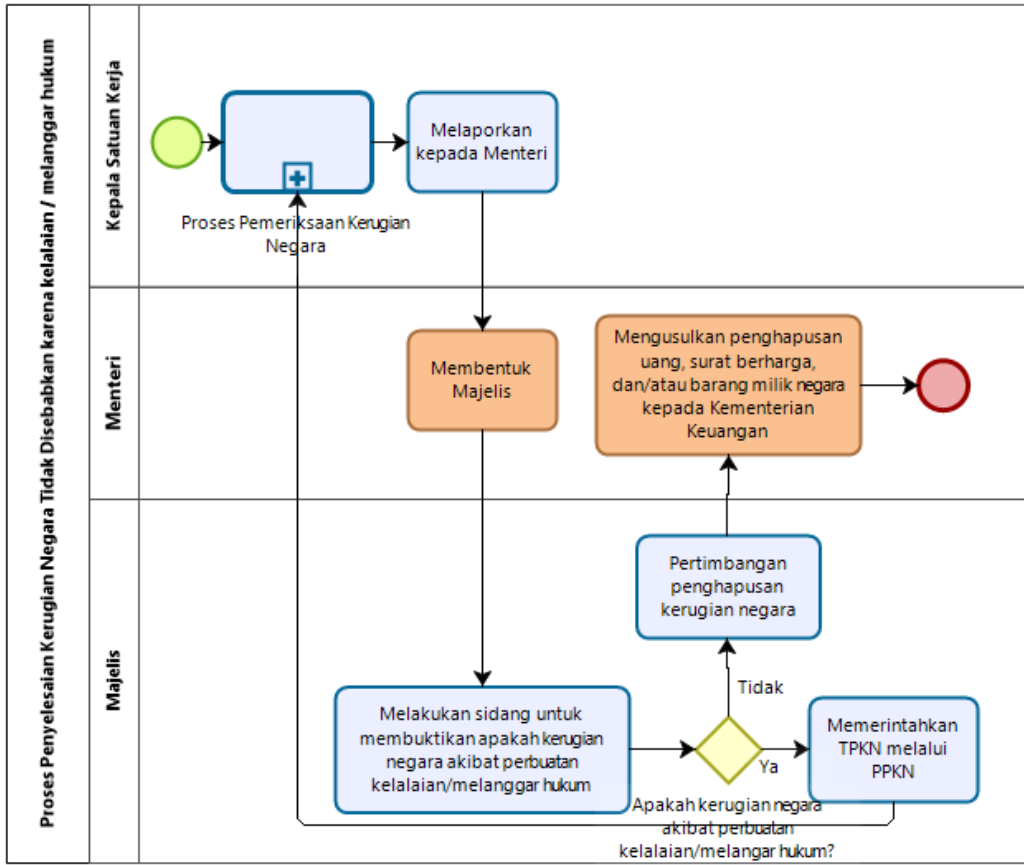 Proses Penyelesaian Kerugian Negara Tidak Disebabkan karena kelalaian / melanggar hukum
Kepala Satuan Kerja
Melaporkan
kepada Menteri
Proses Pemeriksaan Kerugian
Negara
Menteri
Membentuk
Majelis
Mengusulkan penghapusan
uang, surat berharga,
dan/atau barang milik negara
kepada Kementerian
Keuangan
Majelis
Pertimbangan
penghapusan
kerugian negara
Tidak
Melakukan sidang untuk
membuktikan apakah kerugian
negara akibat perbuatan
kelalaian/melanggar hukum
Ya
Memerintahkan
TPKN melalui
PPKN
Apakah kerugian negara
akibat perbuatan
kelalaian/melangar hukum?